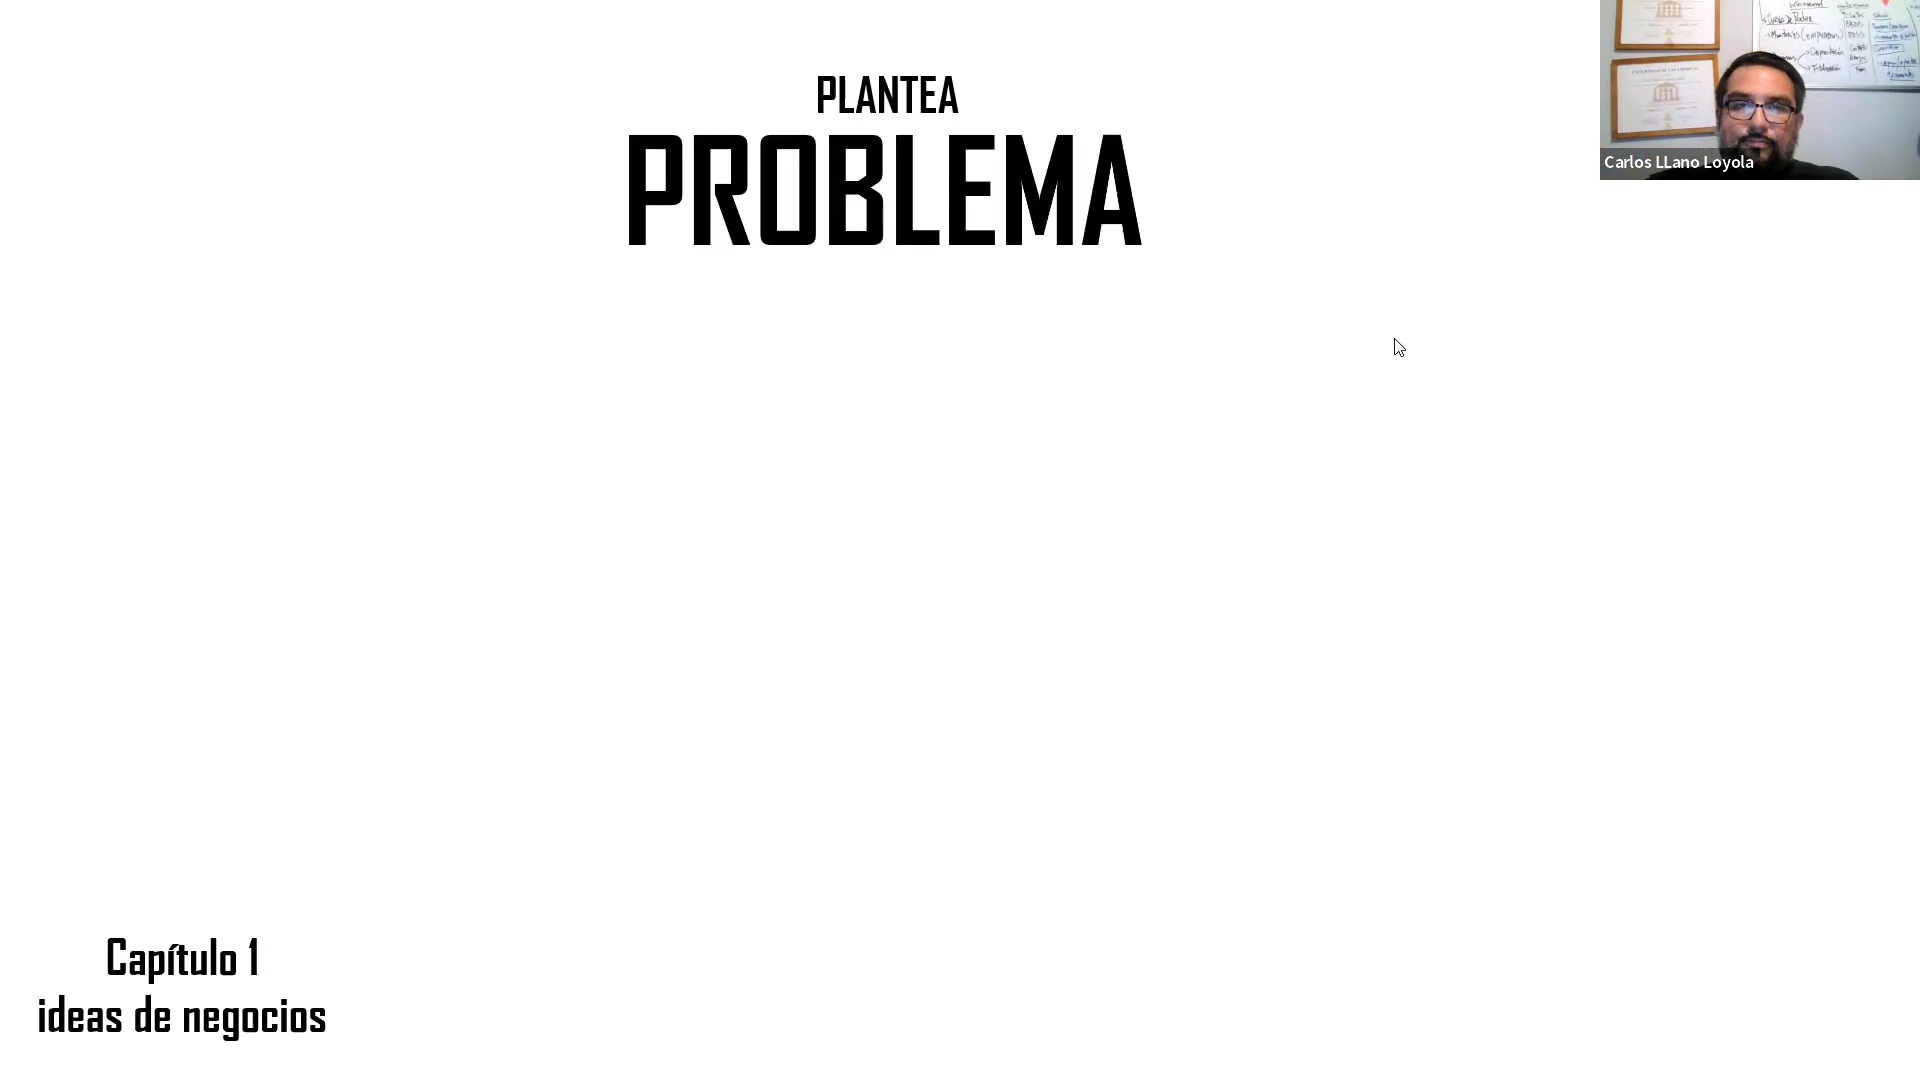 PLANTEA
PROBLEMA
Carlos LLano Loyola
Capítulo 1
ideas de negocios